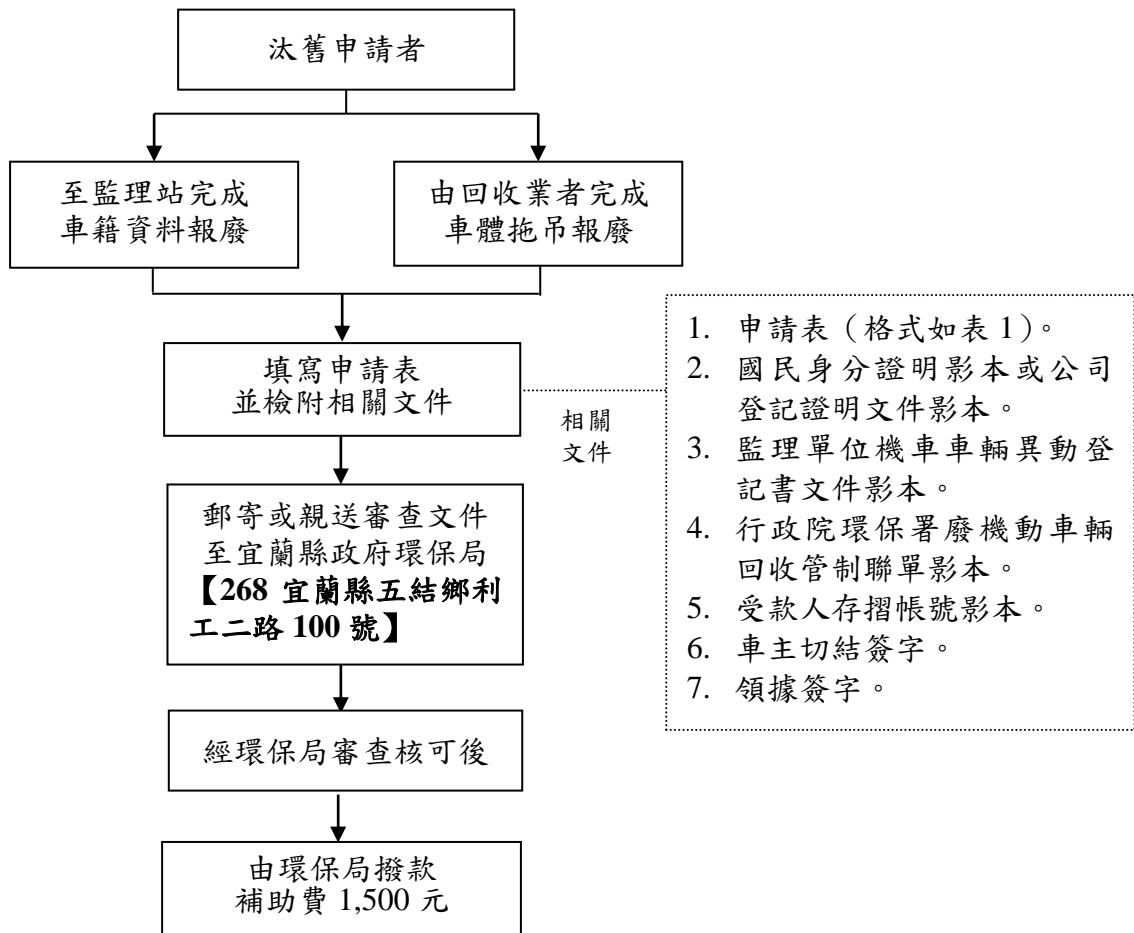 汰舊申請者
至監理站完成
車籍資料報廢
由回收業者完成
車體拖吊報廢
填寫申請表
並檢附相關文件
相關
文件
1. 申請表（格式如表 1）。
2. 國民身分證明影本或公司
登記證明文件影本。
3. 監理單位機車車輛異動登
記書文件影本。
4. 行政院環保署廢機動車輛
回收管制聯單影本。
5. 受款人存摺帳號影本。
6. 車主切結簽字。
7. 領據簽字。
郵寄或親送審查文件
至宜蘭縣政府環保局
【268 宜蘭縣五結鄉利
工二路 100 號】
經環保局審查核可後
由環保局撥款
補助費 1,500 元